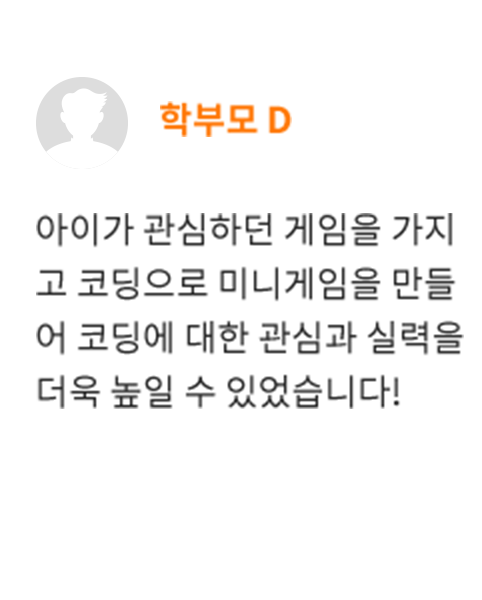 학부모 D
아이가 관심하던 게임을 가지
고 코딩으로 미니게임을 만들
어 코딩에 대한 관심과 실력을
더욱 높일 수 있었습니다!